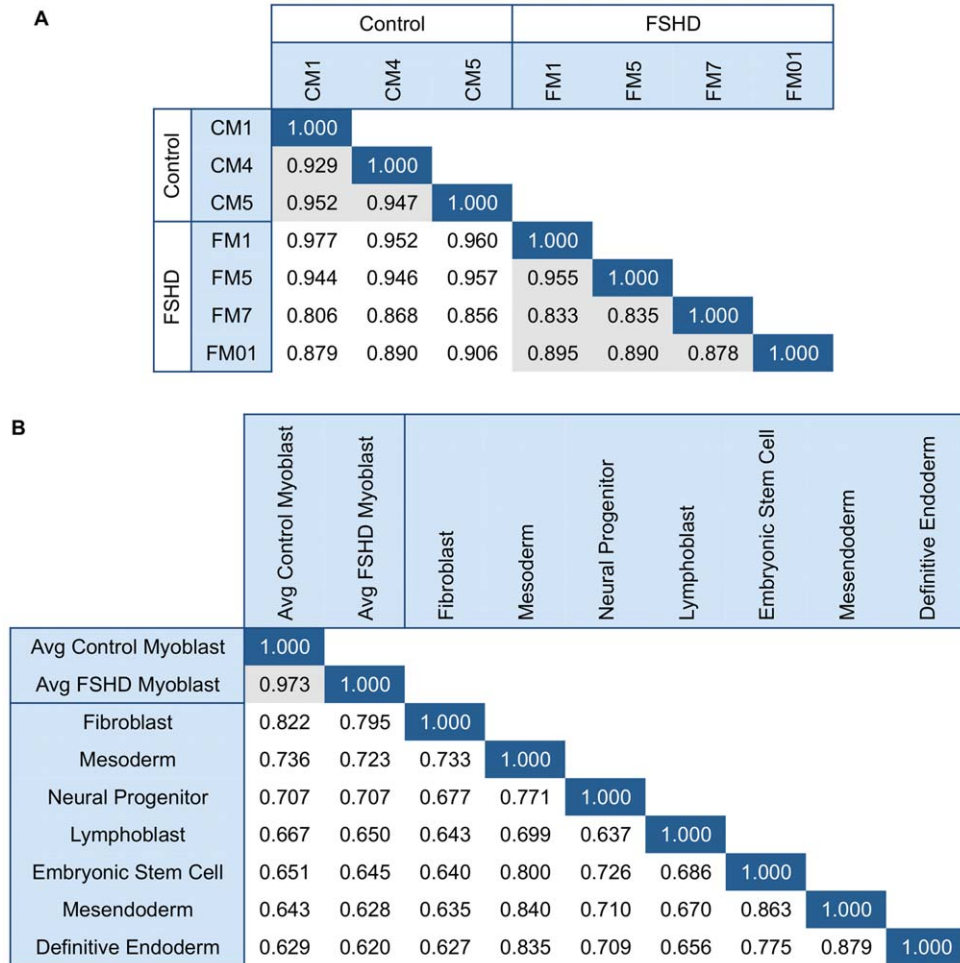 A
Control FSHD
CM1 CM4 CM5 FM1 FM5 FM7 FM01
Control
CM1 1.000
CM4 0.929 1.000
CM5 0.952 0.947 1.000
FSHD
FM1 0.977 0.952 0.960 1.000
FM5 0.944 0.946 0.957 0.955 1.000
FM7 0.806 0.868 0.856 0.833 0.835 1.000
FM01 0.879 0.890 0.906 0.895 0.890 0.878 1.000
B
Avg Control Myoblast Avg FSHD Myoblast Fibroblast Mesoderm Neural Progenitor Lymphoblast Embryonic Stem Cell Mesendoderm Definitive Endoderm
Avg Control Myoblast 1.000
Avg FSHD Myoblast 0.973 1.000
Fibroblast 0.822 0.795 1.000
Mesoderm 0.736 0.723 0.733 1.000
Neural Progenitor 0.707 0.707 0.677 0.771 1.000
Lymphoblast 0.667 0.650 0.643 0.699 0.637 1.000
Embryonic Stem Cell 0.651 0.645 0.640 0.800 0.726 0.686 1.000
Mesendoderm 0.643 0.628 0.635 0.840 0.710 0.670 0.863 1.000
Definitive Endoderm 0.629 0.620 0.627 0.835 0.709 0.656 0.775 0.879 1.000